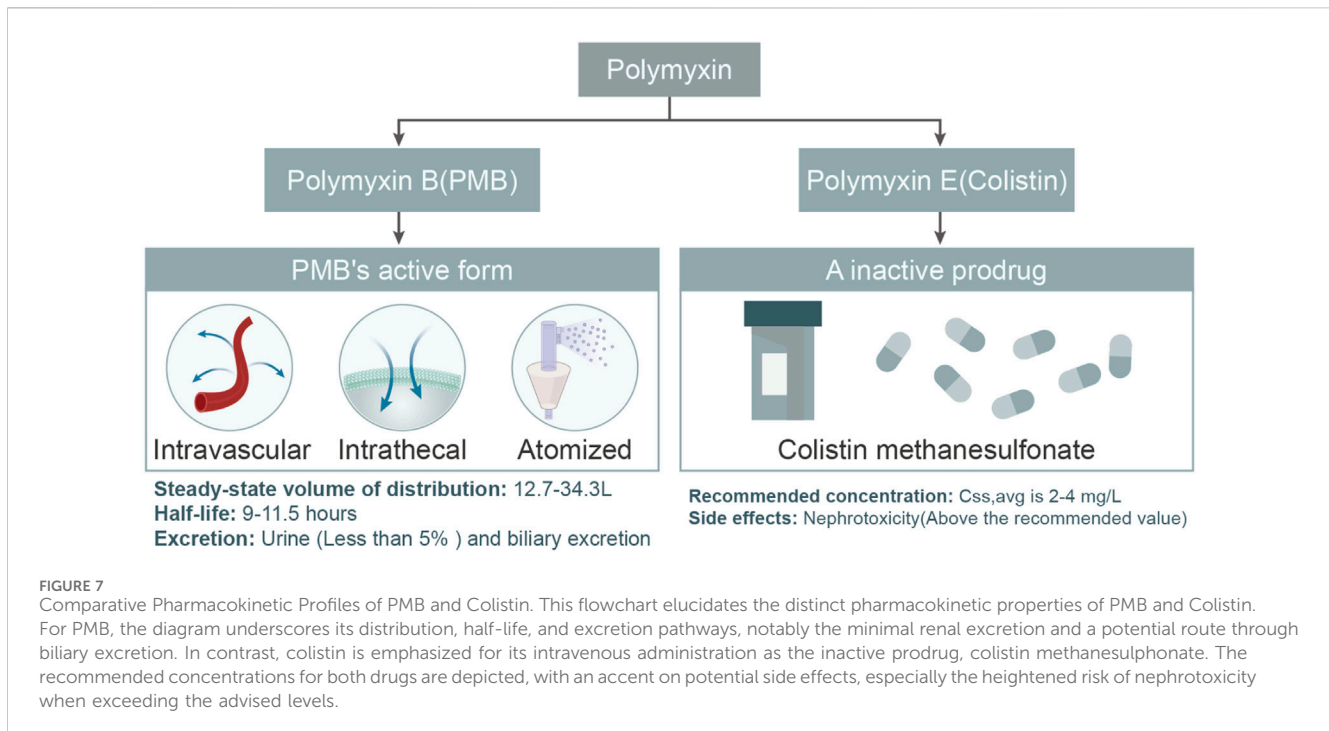 Polymyxin
Polymyxin B(PMB)
Polymyxin E(Colistin)
PMB's active form
A inactive prodrug
Intravascular
Intrathecal
Atomized
Colistin methanesulfonate
Steady-state volume of distribution: 12.7-34.3L
Half-life: 9-11.5 hours
Excretion: Urine (Less than 5% ) and biliary excretion
Recommended concentration: Css,avg is 2-4 mg/L
Side effects: Nephrotoxicity(Above the recommended value)
FIGURE 7
Comparative Pharmacokinetic Profiles of PMB and Colistin. This flowchart elucidates the distinct pharmacokinetic properties of PMB and Colistin.
For PMB, the diagram underscores its distribution, half-life, and excretion pathways, notably the minimal renal excretion and a potential route through
biliary excretion. In contrast, colistin is emphasized for its intravenous administration as the inactive prodrug, colistin methanesulphonate. The
recommended concentrations for both drugs are depicted, with an accent on potential side effects, especially the heightened risk of nephrotoxicity
when exceeding the advised levels.